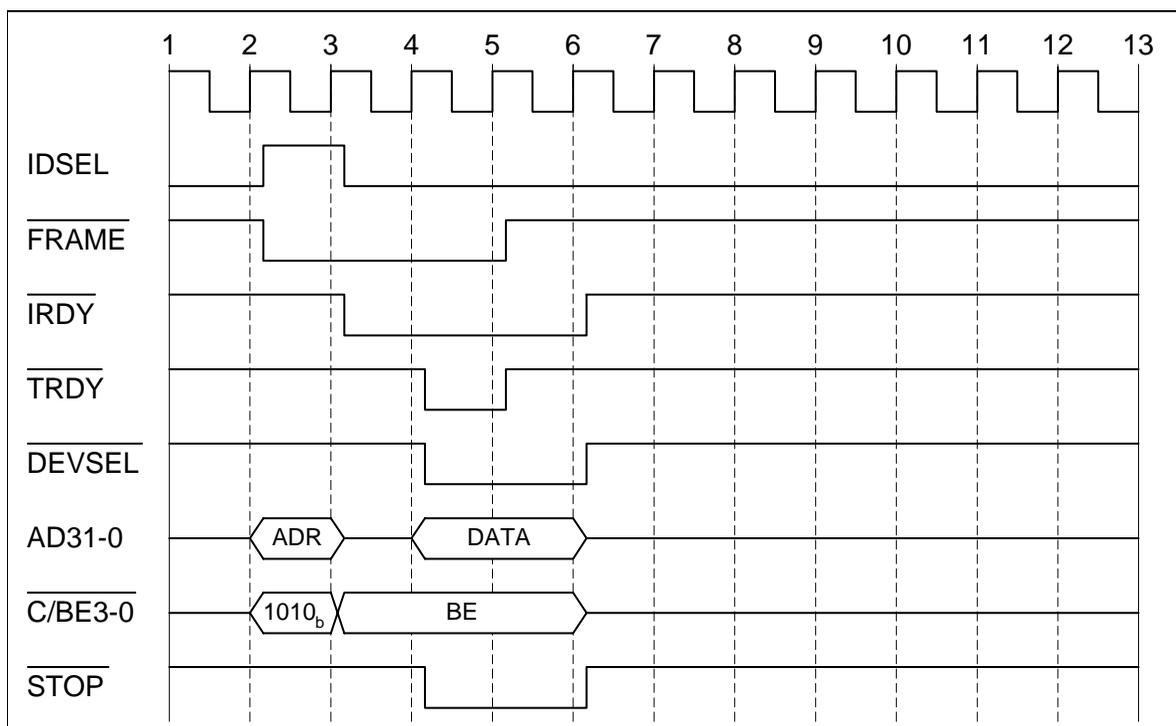 1 2 3 4 5 6 7 8 9 10 11 12 13
IDSEL
FRAME
IRDY
TRDY
DEVSEL
AD31-0 ADR DATA
C/BE3-0 1010b BE
STOP